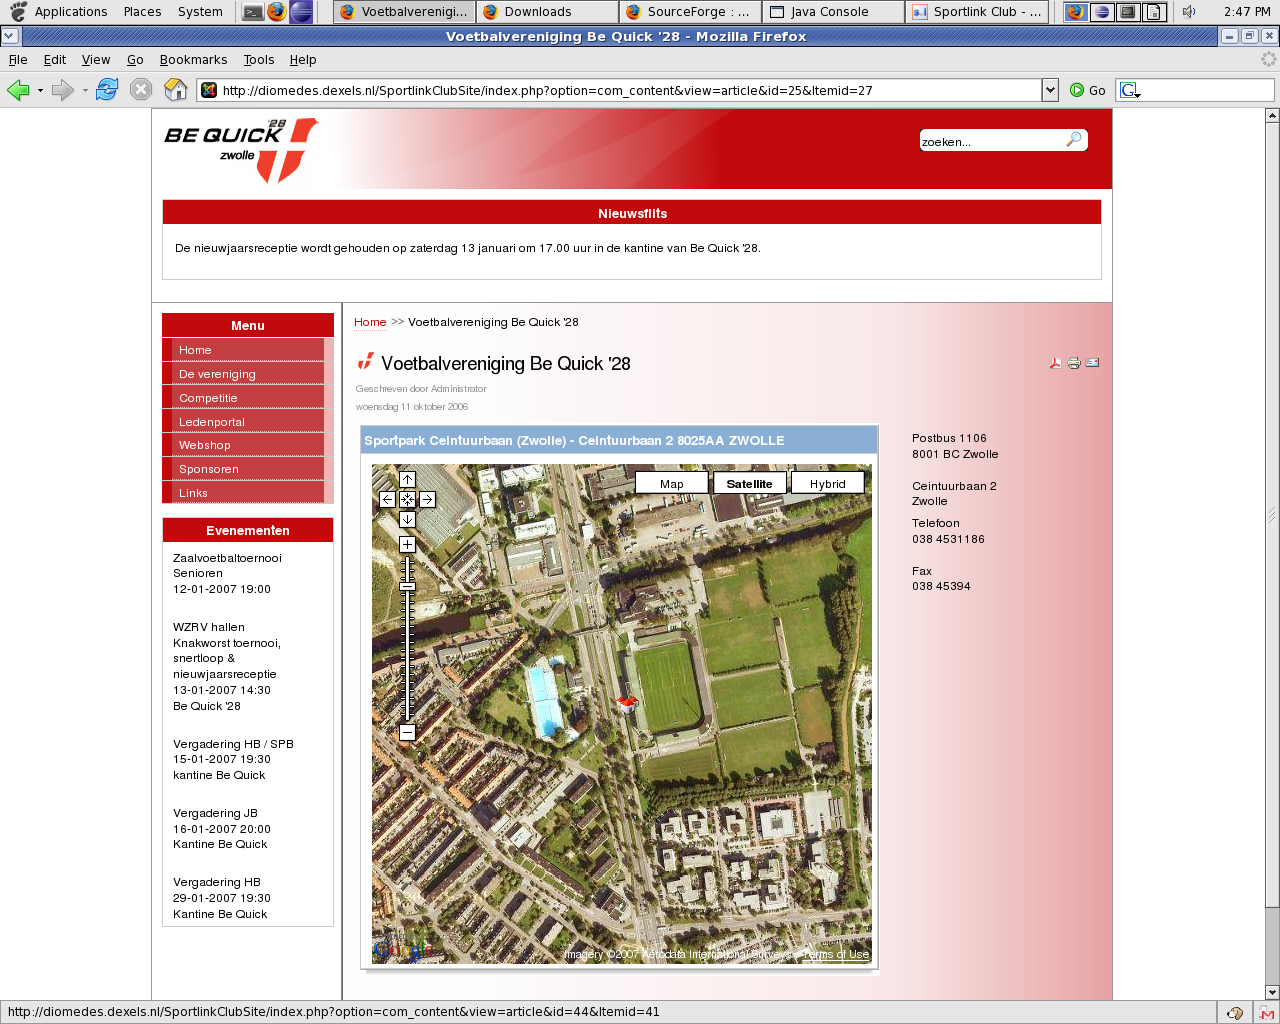 Applications Places System Voetbalverenigi... Downloads SourceForge : ... Java Console Sportlink Club - ... 2:47 PM
Voetbalvereniging Be Quick '28 - Mozilla Firefox
File Edit View Go Bookmarks Tools Help
http://diomedes.dexels.nl/SportlinkClubSite/index.php?option=com_content&view=article&id=25&Itemid=27 Go G
BE QUICK '28
zwolle
zoeken...
Nieuwsflits
De nieuwjaarsreceptie wordt gehouden op zaterdag 13 januari om 17.00 uur in de kantine van Be Quick '28.
Menu
Home
De vereniging
Competitie
Ledenportal
Webshop
Sponsoren
Links
Evenementen
Zaalvoetbaltoernooi
Senioren
12-01-2007 19:00
WZRV hallen
Knakworst toernooi,
snertloop &
nieuwjaarsreceptie
13-01-2007 14:30
Be Quick '28
Vergadering HB / SPB
15-01-2007 19:30
kantine Be Quick
Vergadering JB
16-01-2007 20:00
Kantine Be Quick
Vergadering HB
29-01-2007 19:30
Kantine Be Quick
Home >> Voetbalvereniging Be Quick '28
Voetbalvereniging Be Quick '28
Geschreven door Administrator
woensdag 11 oktober 2006
Sportpark Ceintuurbaan (Zwolle) - Ceintuurbaan 2 8025AA ZWOLLE
Map Satellite Hybrid
Google
Imagery ©2007 Aerodata International Surveys - Terms of Use
Postbus 1106
8001 BC Zwolle
Ceintuurbaan 2
Zwolle
Telefoon
038 4531186
Fax
038 45394
http://diomedes.dexels.nl/SportlinkClubSite/index.php?option=com_content&view=article&id=44&Itemid=41